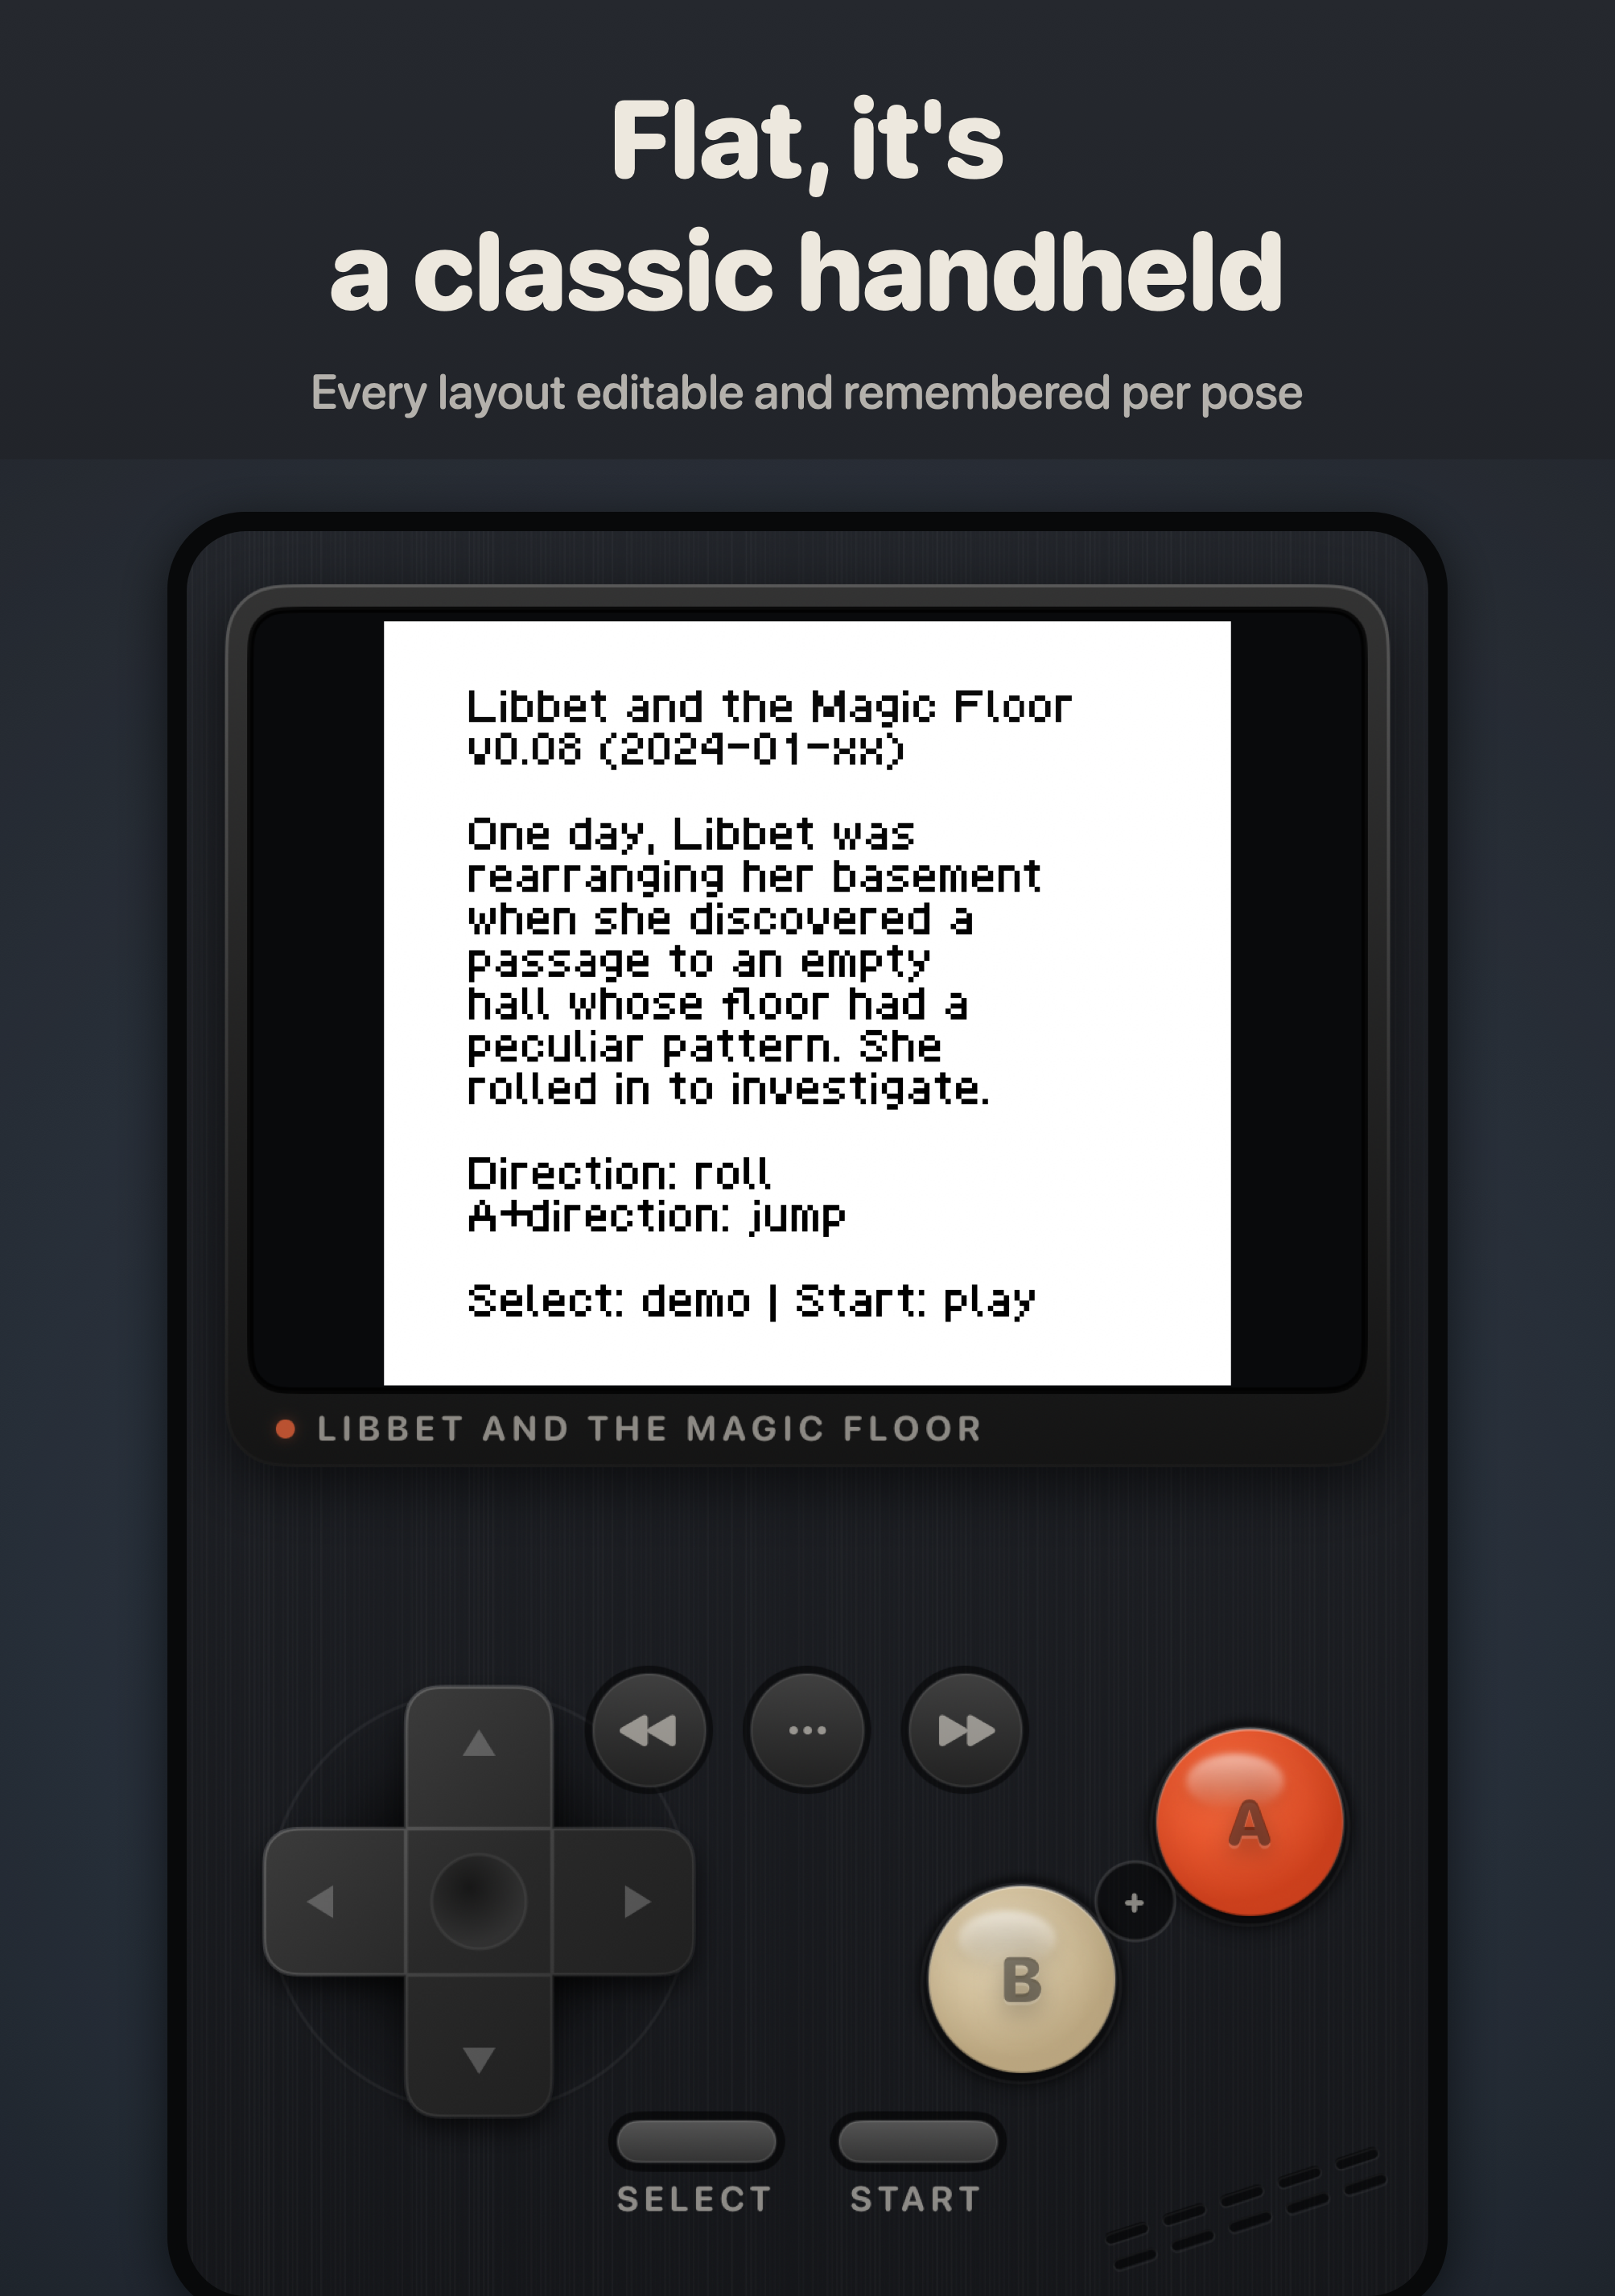 Flat, it's
a classic handheld
Every layout editable and remembered per pose
Libbet and the Magic Floor
v0.08 (2024-01-xx)
One day, Libbet was
rearranging her basement
when she discovered a
passage to an empty
hall whose floor had a
peculiar pattern. She
rolled in to investigate.
Direction: roll
A+direction: jump
Select: demo | Start: play
LIBBET AND THE MAGIC FLOOR
A
+
B
SELECT START